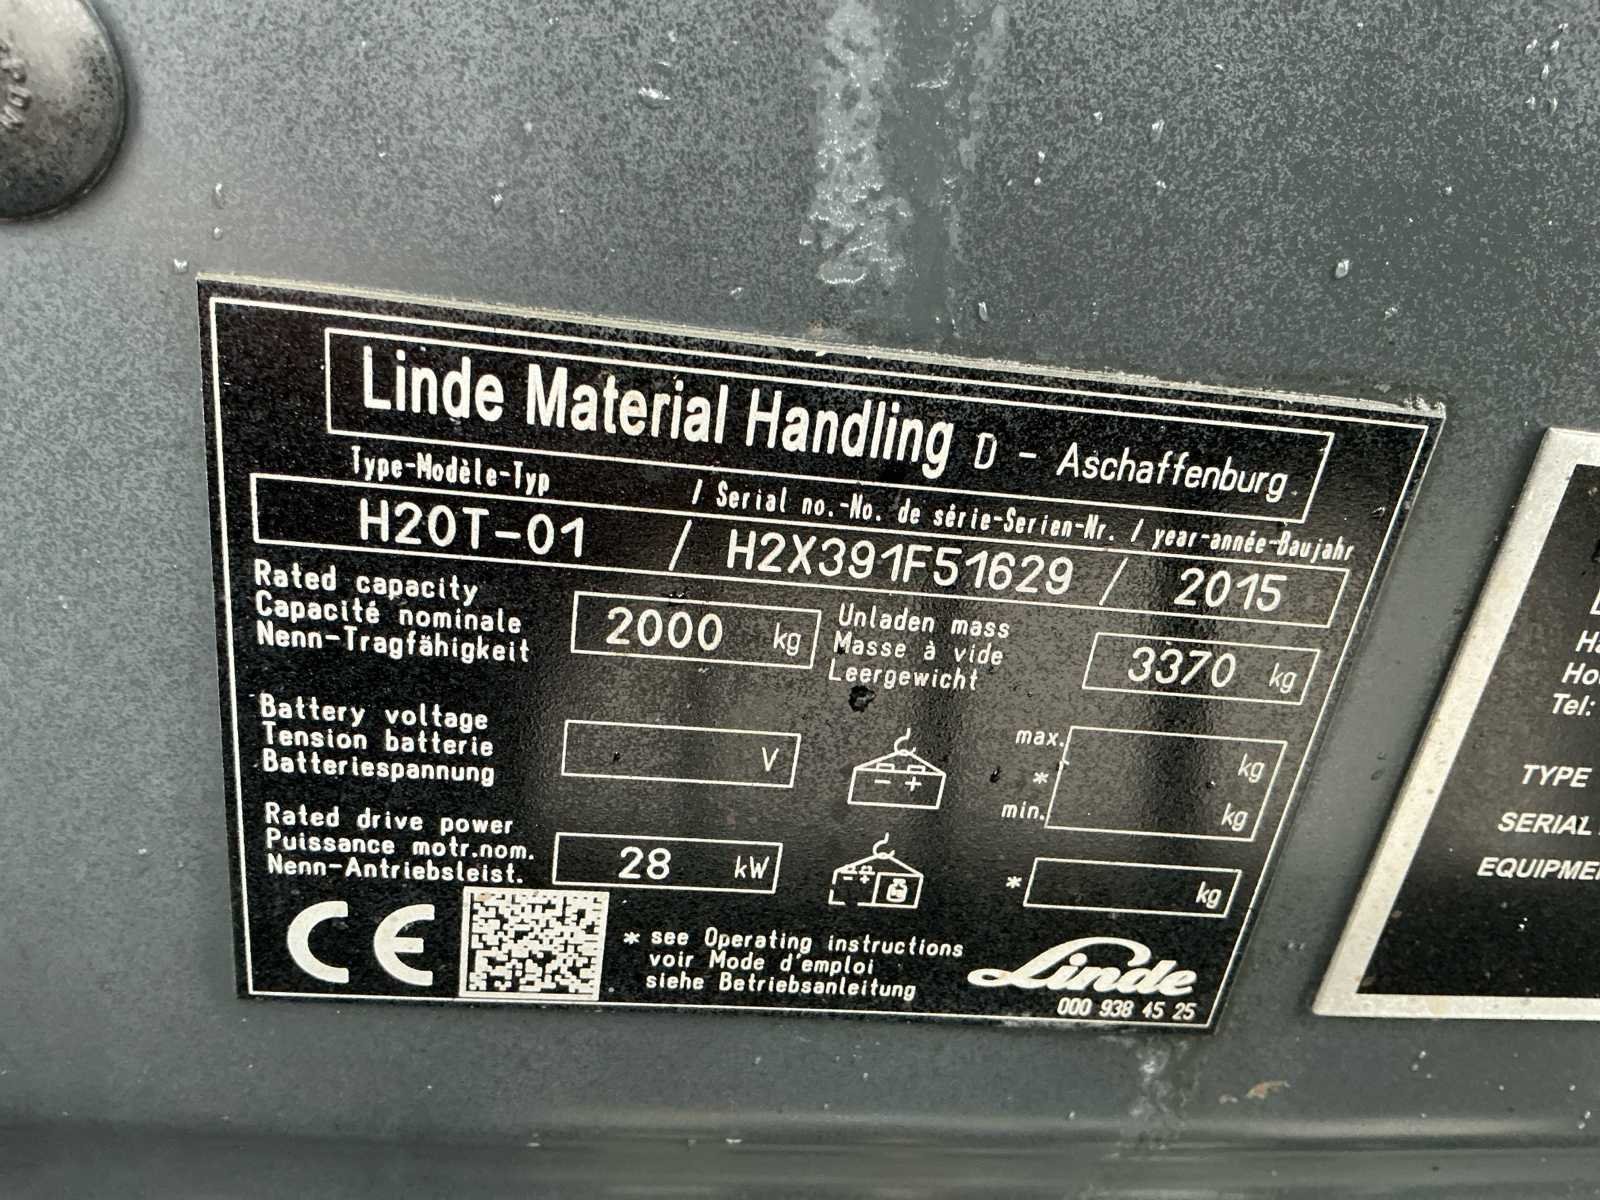 Linde Material Handling D - Aschaffenburg
Type-Modèle-Typ / Serial no.-No. de série-Serien-Nr. / year-année-Baujahr
H20T-01 / H2X391F51629 / 2015
Rated capacity
Capacité nominale
Nenn-Tragfähigkeit
2000 kg
Unladen mass
Masse à vide
Leergewicht
3370 kg
Battery voltage
Tension batterie
Batteriespannung
V
- +
max. kg
*
min. kg
Rated drive power
Puissance motr.nom.
Nenn-Antriebsleist.
28 kW
- +
* kg
CE
* see Operating instructions
voir Mode d'emploi
siehe Betriebsanleitung
Linde
000 938 45 25
Tel:
TYPE
SERIAL